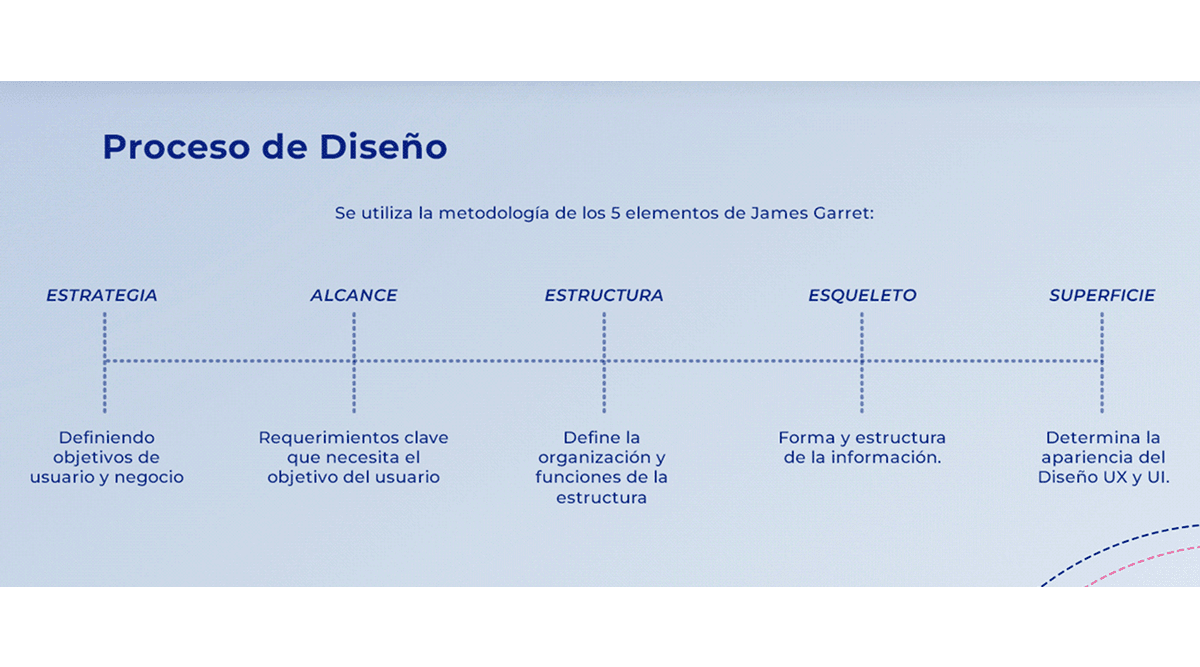 Proceso de Diseño
Se utiliza la metodología de los 5 elementos de James Garret:
ESTRATEGIA
Definiendo
objetivos de
usuario y negocio
ALCANCE
Requerimientos clave
que necesita el
objetivo del usuario
ESTRUCTURA
Define la
organización y
funciones de la
estructura
ESQUELETO
Forma y estructura
de la información.
SUPERFICIE
Determina la
apariencia del
Diseño UX y UI.